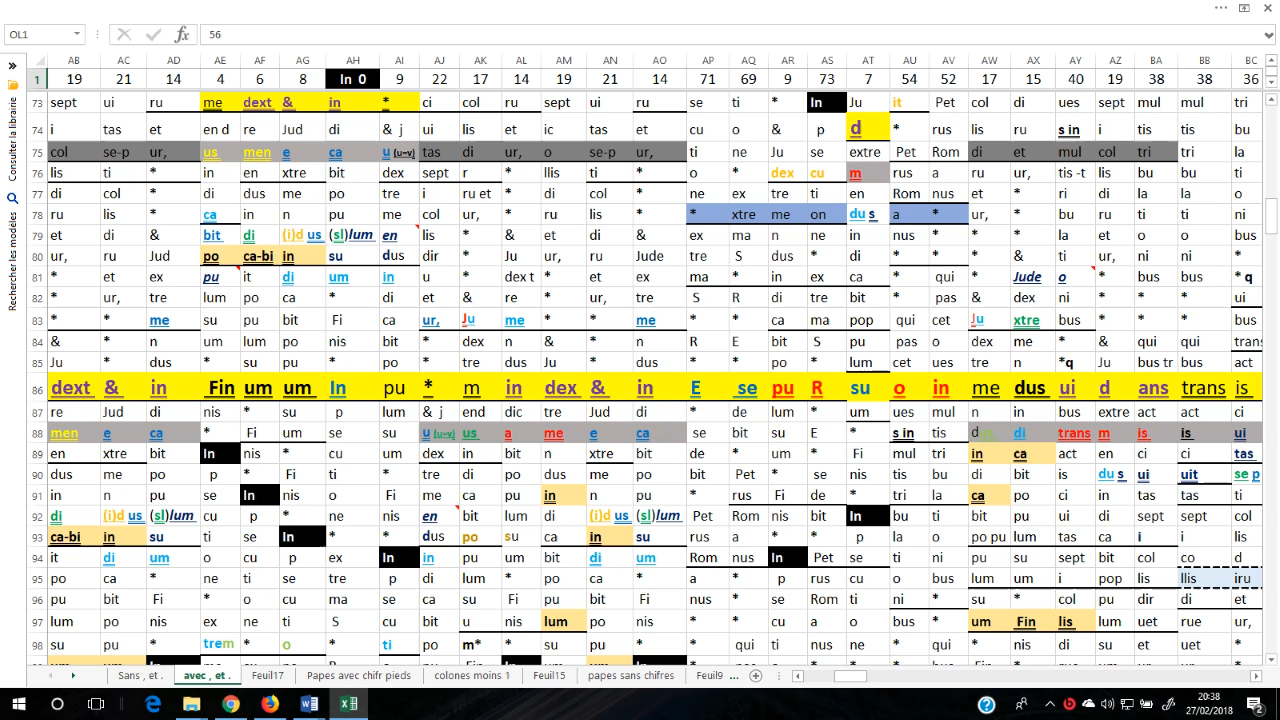 OL1 fx 56
AB AC AD AE AF AG AH AI AJ AK AL AM AN AO AP AQ AR AS AT AU AV AW AX AY AZ BA BB BC
1 19 21 14 4 6 8 In 0 9 22 16 14 19 21 14 71 69 9 73 7 54 52 17 35 40 19 38 38 36
73 sept ui ru me dext & in * ci col ru sept ui ru se ti * In Ju it Pet col di ues sept mul mul tri
74 i tas et en d re Jud di & j ui lis et ic tas et cu o & p d * rus lis ru s in i tis tis bu
75 col se-p ur, us men e ca u (u=v) tas di ur, o se-p ur, ti ne Ju se extre Pet Rom di et mul col tri tri la
76 lis ti * in en xtre bit dex sept r * llis ti * o * dex cu m rus a ru ur, tis -t lis bu bu ti
77 di col & in dus me po tre i ru et * di col & ne ex tre ti en Rom nus et * ri di la la o
78 ru lis * ca in n pu me col ur, * ru lis * * xtre me on du s a * ur, * bu ru ti ti ni
79 et di & bit di (i)d us (sl)lum en lis * & et di & ex ma n ne in nus * * * la et o o bus
80 ur, ru Jud po ca-bi in su dus dir * Ju ur, ru Jude tre S dus * di * * * & ti ur, ni ni *
81 * et ex pu it di um in u * dex t * et ex ma * in ex ca * qui * Jude o * bus bus * q
82 * ur, tre lum po ca * di et & re * ur, tre S R di tre bit * pas & dex ni * * * ui
83 * * me su pu bit Fi ca ur, Ju me * * me * * ca ma pop qui cet Ju xtre bus * * * bus
84 & * n um lum po nis bit * dex n & * n R E bit S pu pas o dex me * & qui qui trans
85 Ju * dus * su pu * po * tre dus Ju * dus * * po * lum cet ues tre n *q Ju bus tr bus act
86 dext & in Fin um um In pu * m in dex & in E se pu R su o in me dus ui d ans trans is
87 re Jud di nis * su p lum & j end dic tre Jud di * de lum * um ues mul n in bus extre act act ci
88 men e ca * Fi um se su u (u=v) us a me e ca se bit su E * s in tis di trans m is is ui
89 en xtre bit In nis * cu um dex in bit n xtre bit de * um * Fi mul tri in ca act en ci ci tas
90 dus me po p * Fi ti * tre di po dus me po bit Pet * se nis tis bu di bit is du s ui uit se p
91 in n pu se In nis o Fi me ca pu in n pu * rus Fi de * tri la ca po ci in tas tas ti
92 di (i)d us (sl)lum cu p * ne nis en bit lum di (i)d us (sl)lum Pet Rom nis bit In bu ti bit pu ui di sept sept col
93 ca-bi in su ti se In * * dus po su ca in su rus a * * p la o po pu lum tas ca i i lis
94 it di um o cu p ex In in pu * bit di um Rom nus In Pet se ti ni pu su sept bit col co d
95 po ca * ne ti se tre p di lum * po ca * a * p rus cu o bus lum um i pop lis llis iru
96 pu bit Fi * o cu ma se ca su Fi pu bit Fi nus * se Rom ti ni * su * col pu dir di et
97 lum po nis ex ne ti S cu bit u nis lum po nis * * cu a o bus * um Fin lis lum uet rue ur,
98 su pu * trem * o * ti po m* * su pu * * qui ti nus ne * * * nis di su et uet *
Consulter la librairie
Rechercher les modèles
Sans , et . avec , et . Feuil17 Papes avec chifr pieds colones moins 1 Feuil13 papes sans chifres Feuil9 ...
20:38
27/02/2018